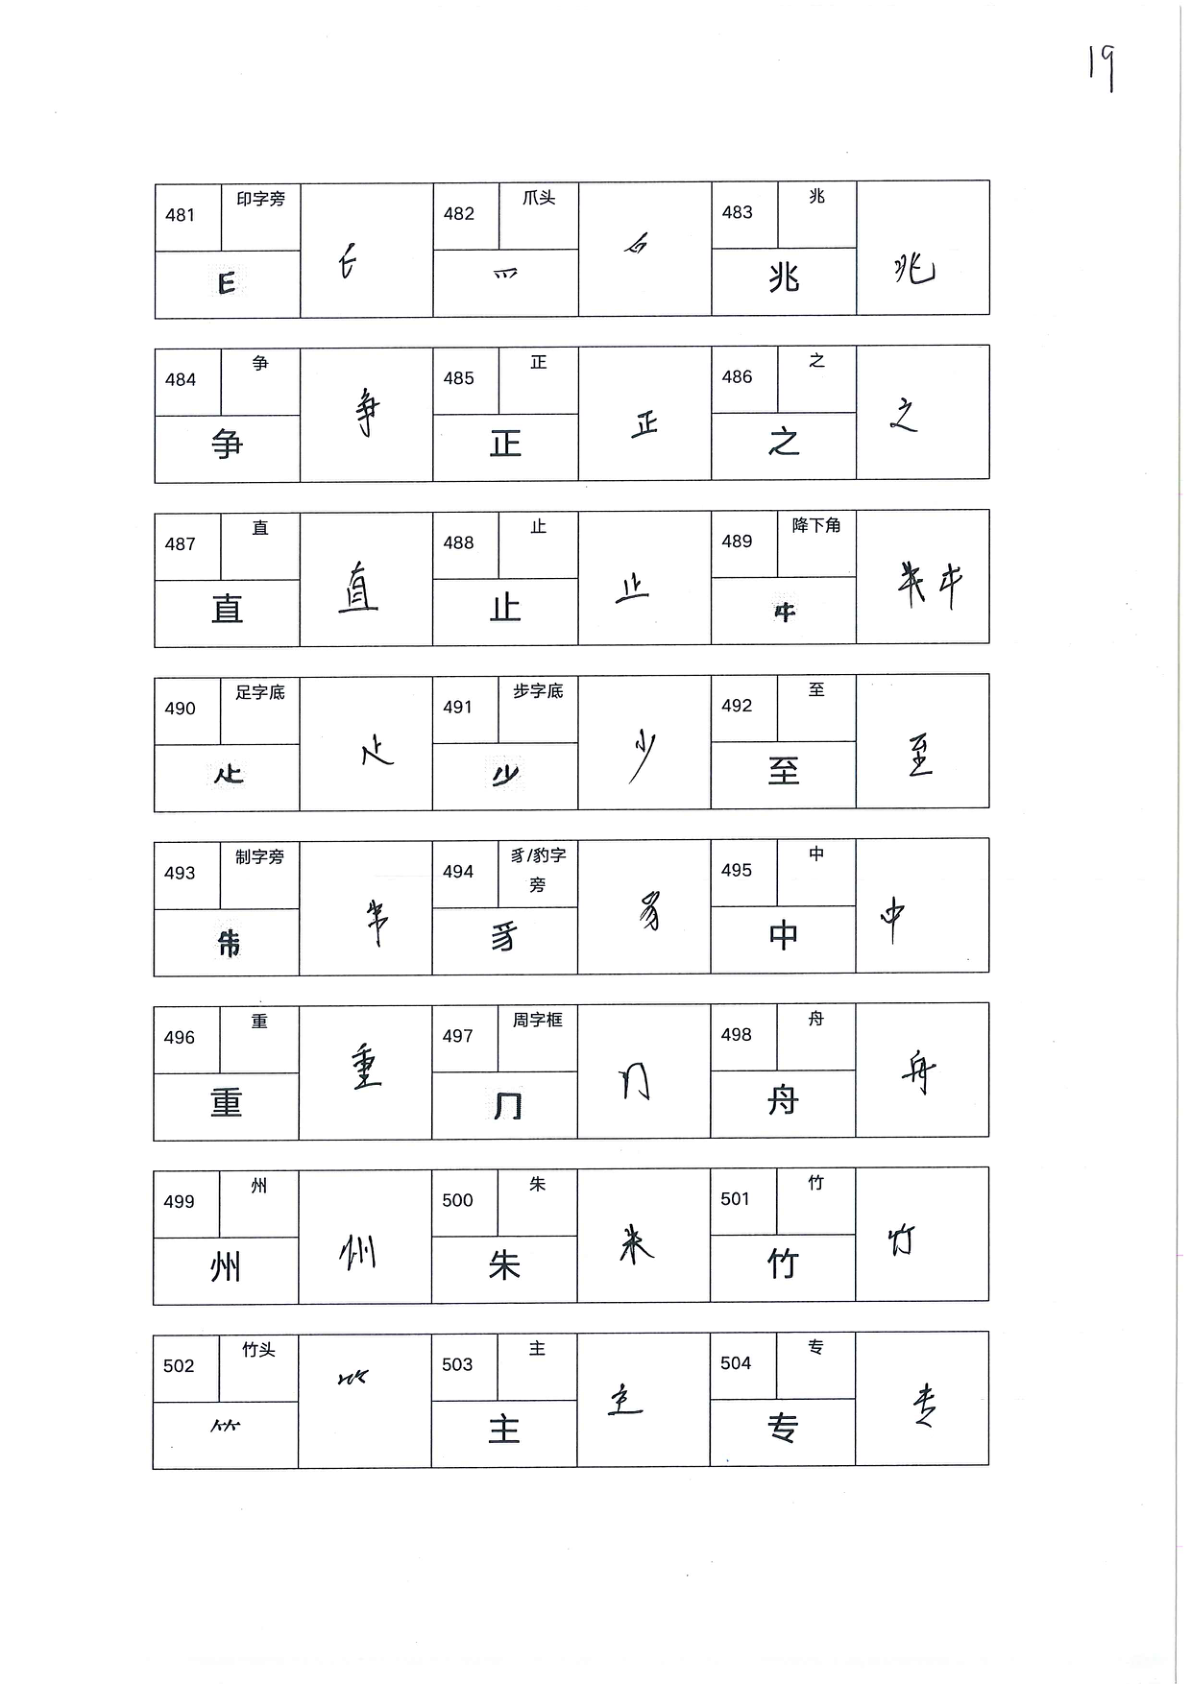 19
481 印字旁 482 爪头 483 兆
爫 兆 兆
484 争 485 正 486 之
争 争 正 正 之 之
487 直 488 止 489 降下角
直 直 止 止 㐄
490 足字底 491 步字底 492 至
龰 龰 少 少 至 至
493 制字旁 494 豸/豹字旁 495 中
豸 豸 中 中
496 重 497 周字框 498 舟
重 重 ⺆ ⺆ 舟 舟
499 州 500 朱 501 竹
州 州 朱 朱 竹 竹
502 竹头 503 主 504 专
⺮ ⺮ 主 主 专 专